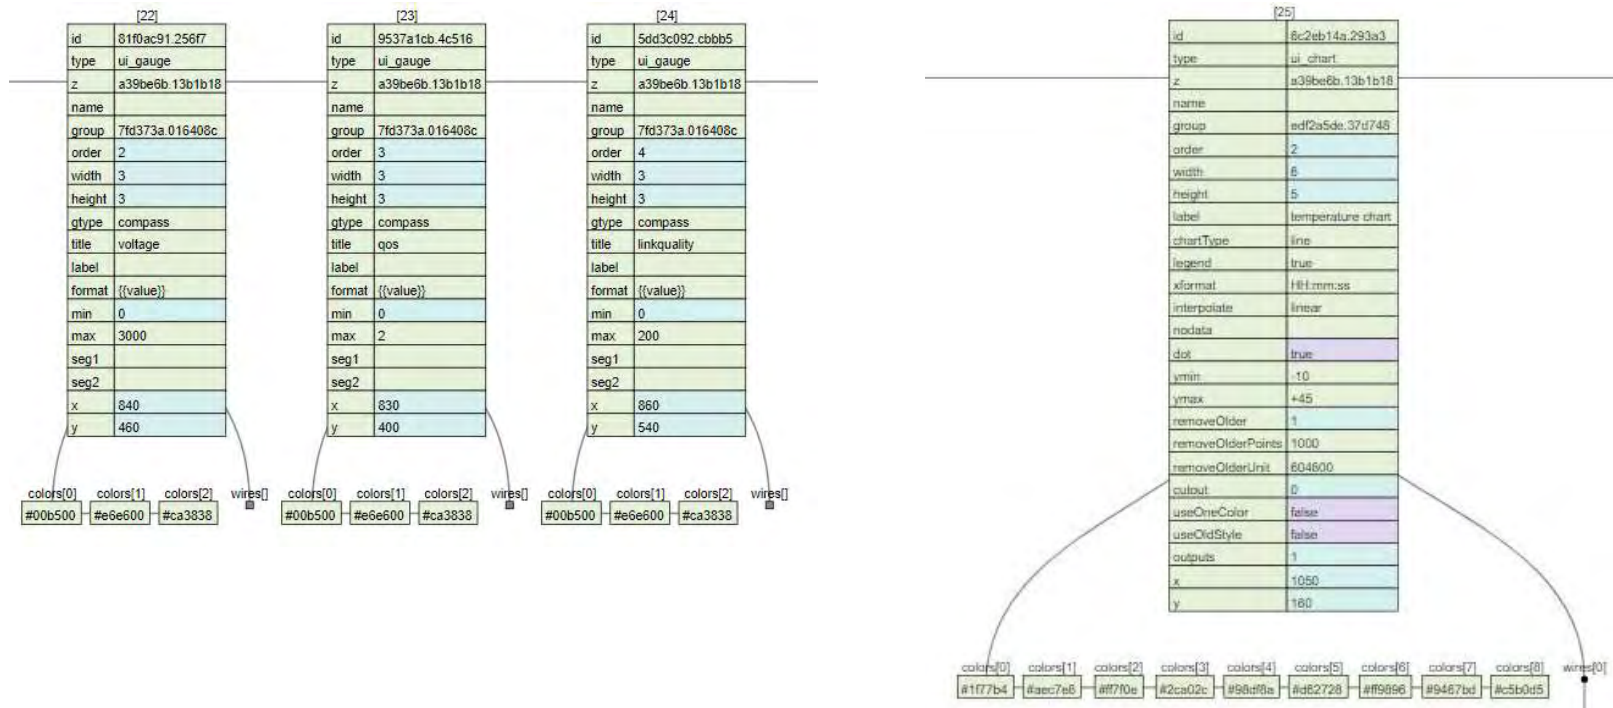 [22]
id 81f0ac91.256f7
type ui_gauge
z a39be6b.13b1b18
name
group 7fd373a.016408c
order 2
width 3
height 3
gtype compass
title voltage
label
format {{value}}
min 0
max 3000
seg1
seg2
x 840
y 460
colors[0] colors[1] colors[2] wires[]
#00b500 #e6e600 #ca3838
[23]
id 9537a1cb.4c516
type ui_gauge
z a39be6b.13b1b18
name
group 7fd373a.016408c
order 3
width 3
height 3
gtype compass
title qos
label
format {{value}}
min 0
max 2
seg1
seg2
x 830
y 400
colors[0] colors[1] colors[2] wires[]
#00b500 #e6e600 #ca3838
[24]
id 5dd3c092.cbbb5
type ui_gauge
z a39be6b.13b1b18
name
group 7fd373a.016408c
order 4
width 3
height 3
gtype compass
title linkquality
label
format {{value}}
min 0
max 200
seg1
seg2
x 860
y 540
colors[0] colors[1] colors[2] wires[]
#00b500 #e6e600 #ca3838
[25]
id 6c2eb14a.293a3
type ui_chart
z a39be6b.13b1b18
name
group edf2a5de.37d748
order 2
width 6
height 5
label temperature chart
chartType line
legend true
xformat HH:mm:ss
interpolate linear
nodata
dot true
ymin -10
ymax +45
removeOlder 1
removeOlderPoints 1000
removeOlderUnit 604800
cutout 0
useOneColor false
useOldStyle false
outputs 1
x 1050
y 160
colors[0] colors[1] colors[2] colors[3] colors[4] colors[5] colors[6] colors[7] colors[8] wires[0]
#1f77b4 #aec7e8 #ff7f0e #2ca02c #98df8a #d62728 #ff9896 #9467bd #c5b0d5